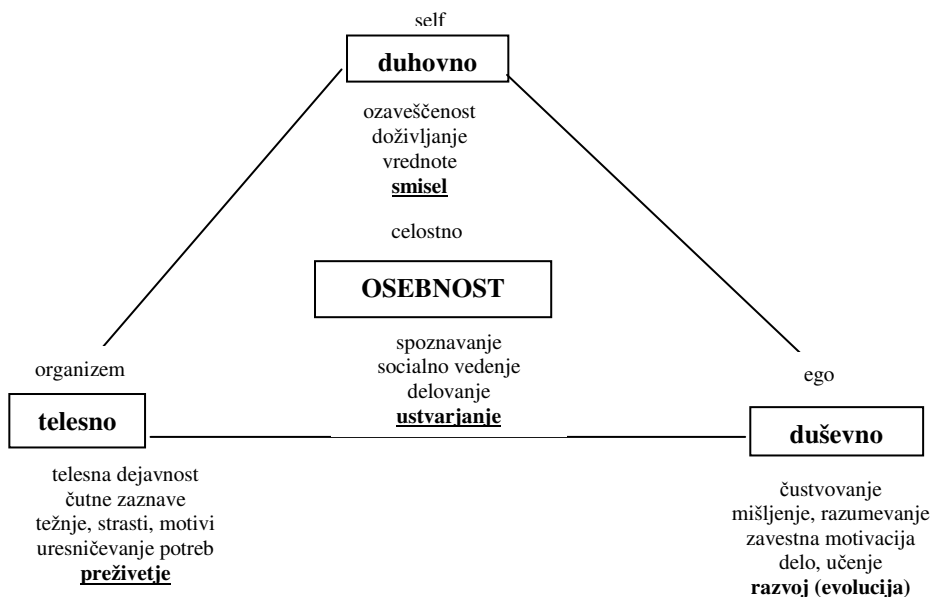 self
duhovno
ozaveščenost
doživljanje
vrednote
smisel
celostno
OSEBNOST
spoznavanje
socialno vedenje
delovanje
ustvarjanje
organizem
telesno
telesna dejavnost
čutne zaznave
težnje, strasti, motivi
uresničevanje potreb
preživetje
ego
duševno
čustvovanje
mišljenje, razumevanje
zavestna motivacija
delo, učenje
razvoj (evolucija)